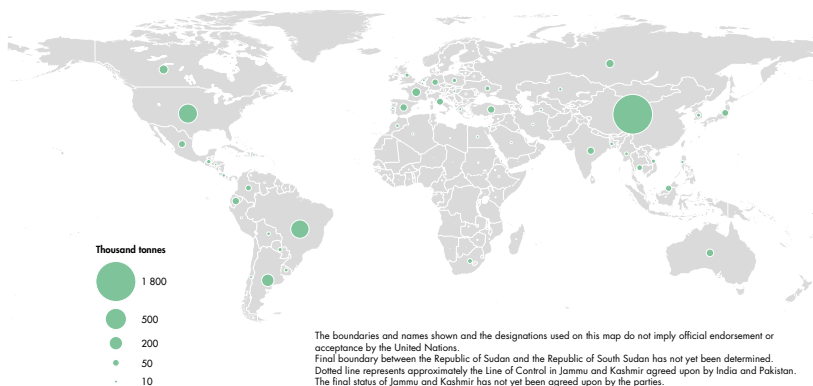 Thousand tonnes
1 800
500
200
50
10
The boundaries and names shown and the designations used on this map do not imply official endorsement or
acceptance by the United Nations.
Final boundary between the Republic of Sudan and the Republic of South Sudan has not yet been determined.
Dotted line represents approximately the Line of Control in Jammu and Kashmir agreed upon by India and Pakistan.
The final status of Jammu and Kashmir has not yet been agreed upon by the parties.